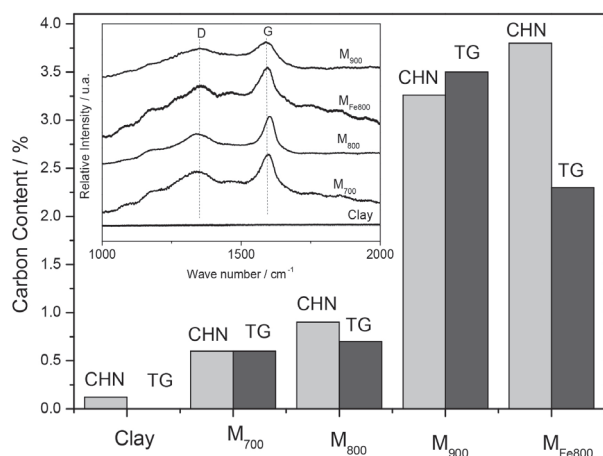 4.0
3.5
3.0
2.5
2.0
1.5
1.0
0.5
0.0
Carbon Content / %
D G
M900
MFe800
M800
M700
Clay
Relative Intensity / u.a.
1000 1500 2000
Wave number / cm-1
CHN TG
CHN TG
CHN TG
CHN TG
CHN TG
Clay M700 M800 M900 MFe800